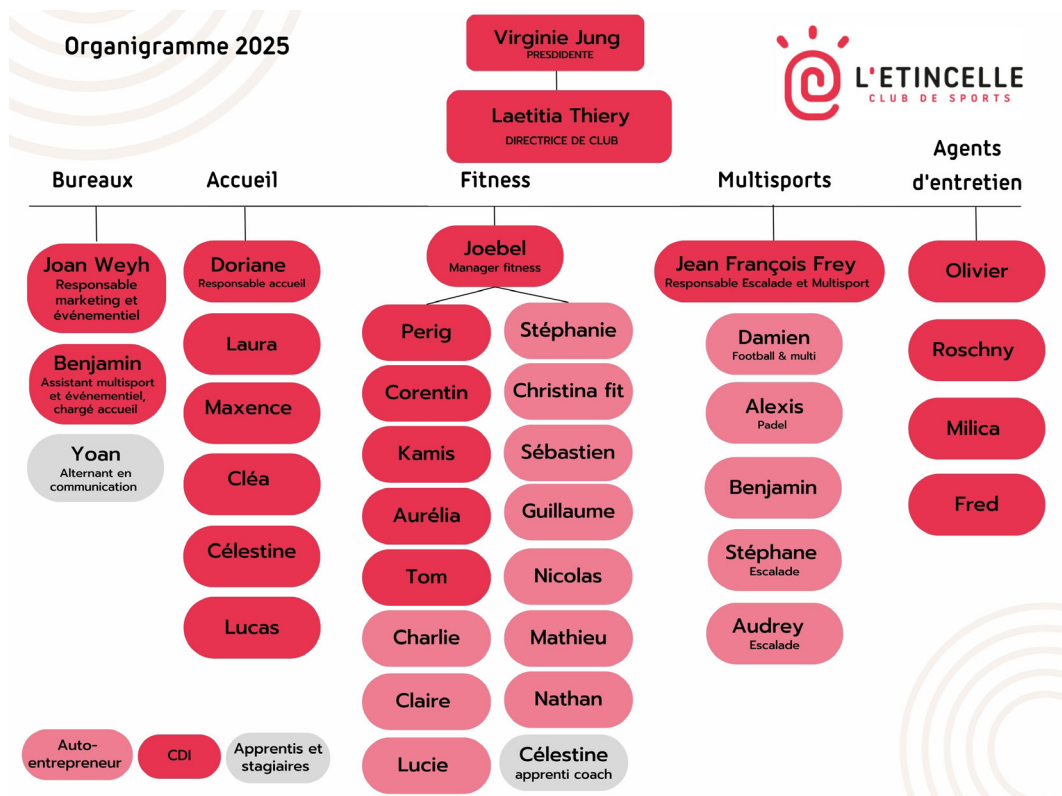 Organigramme 2025
Virginie Jung
PRESDIDENTE
Laetitia Thiery
DIRECTRICE DE CLUB
L'ETINCELLE
CLUB DE SPORTS
Bureaux
Joan Weyh
Responsable
marketing et
événementiel
Benjamin
Assistant multisport
et événementiel,
chargé accueil
Yoan
Alternant en
communication
Accueil
Doriane
Responsable accueil
Laura
Maxence
Cléa
Célestine
Lucas
Fitness
Joebel
Manager fitness
Perig
Corentin
Kamis
Aurélia
Tom
Charlie
Claire
Lucie
Stéphanie
Christina fit
Sébastien
Guillaume
Nicolas
Mathieu
Nathan
Célestine
apprenti coach
Multisports
Jean François Frey
Responsable Escalade et Multisport
Damien
Football & multi
Alexis
Padel
Benjamin
Stéphane
Escalade
Audrey
Escalade
Agents
d'entretien
Olivier
Roschny
Milica
Fred
Auto-
entrepreneur
CDI
Apprentis et
stagiaires